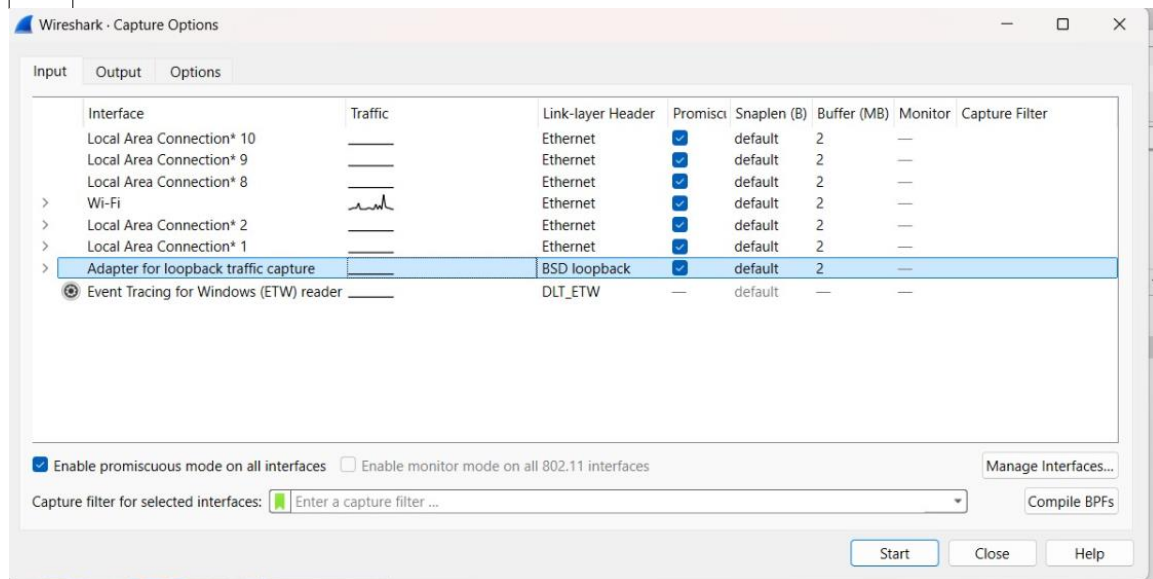 Wireshark · Capture Options
Input Output Options
Interface Traffic Link-layer Header Promisc Snaplen (B) Buffer (MB) Monitor Capture Filter
Local Area Connection* 10 Ethernet default 2 —
Local Area Connection* 9 Ethernet default 2 —
Local Area Connection* 8 Ethernet default 2 —
Wi-Fi Ethernet default 2 —
Local Area Connection* 2 Ethernet default 2 —
Local Area Connection* 1 Ethernet default 2 —
Adapter for loopback traffic capture BSD loopback default 2 —
Event Tracing for Windows (ETW) reader DLT_ETW — default — —
Enable promiscuous mode on all interfaces Enable monitor mode on all 802.11 interfaces Manage Interfaces...
Capture filter for selected interfaces: Enter a capture filter ... Compile BPFs
Start Close Help